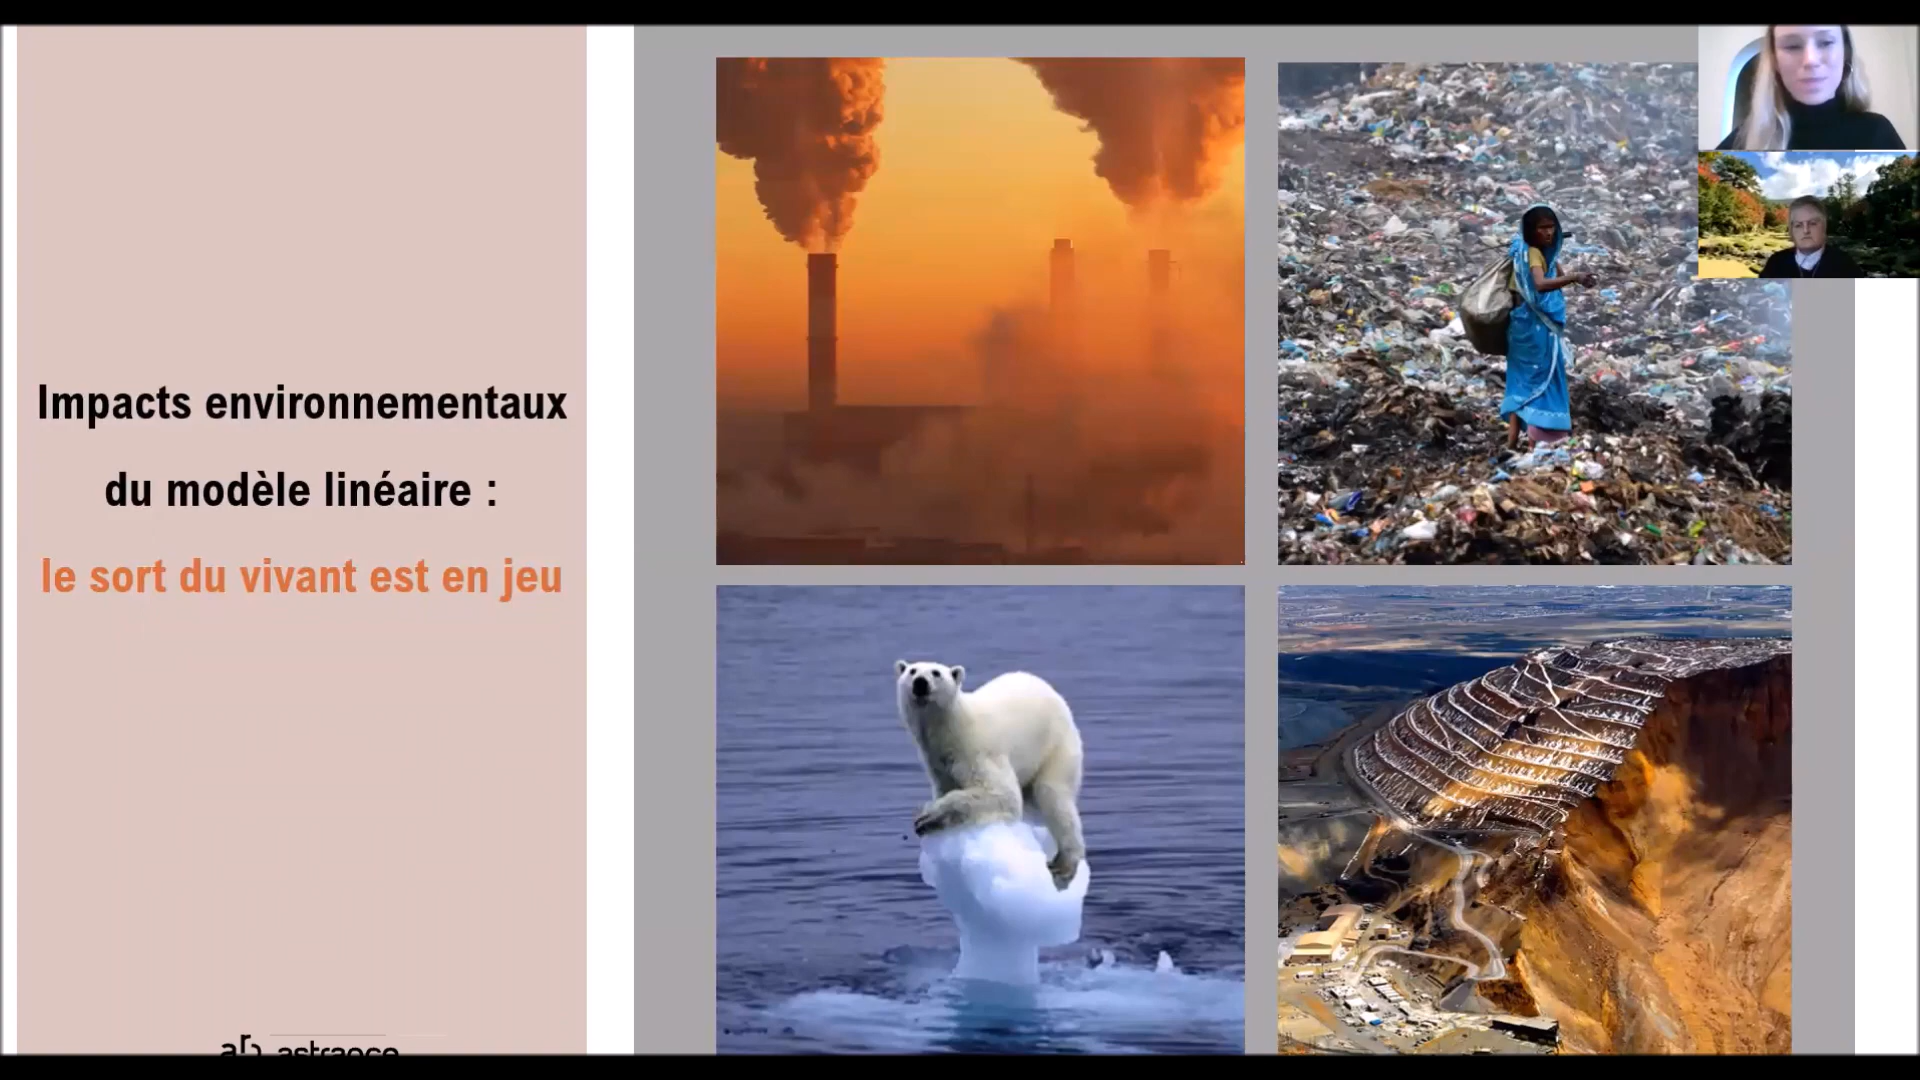 Impacts environnementaux
du modèle linéaire :
le sort du vivant est en jeu